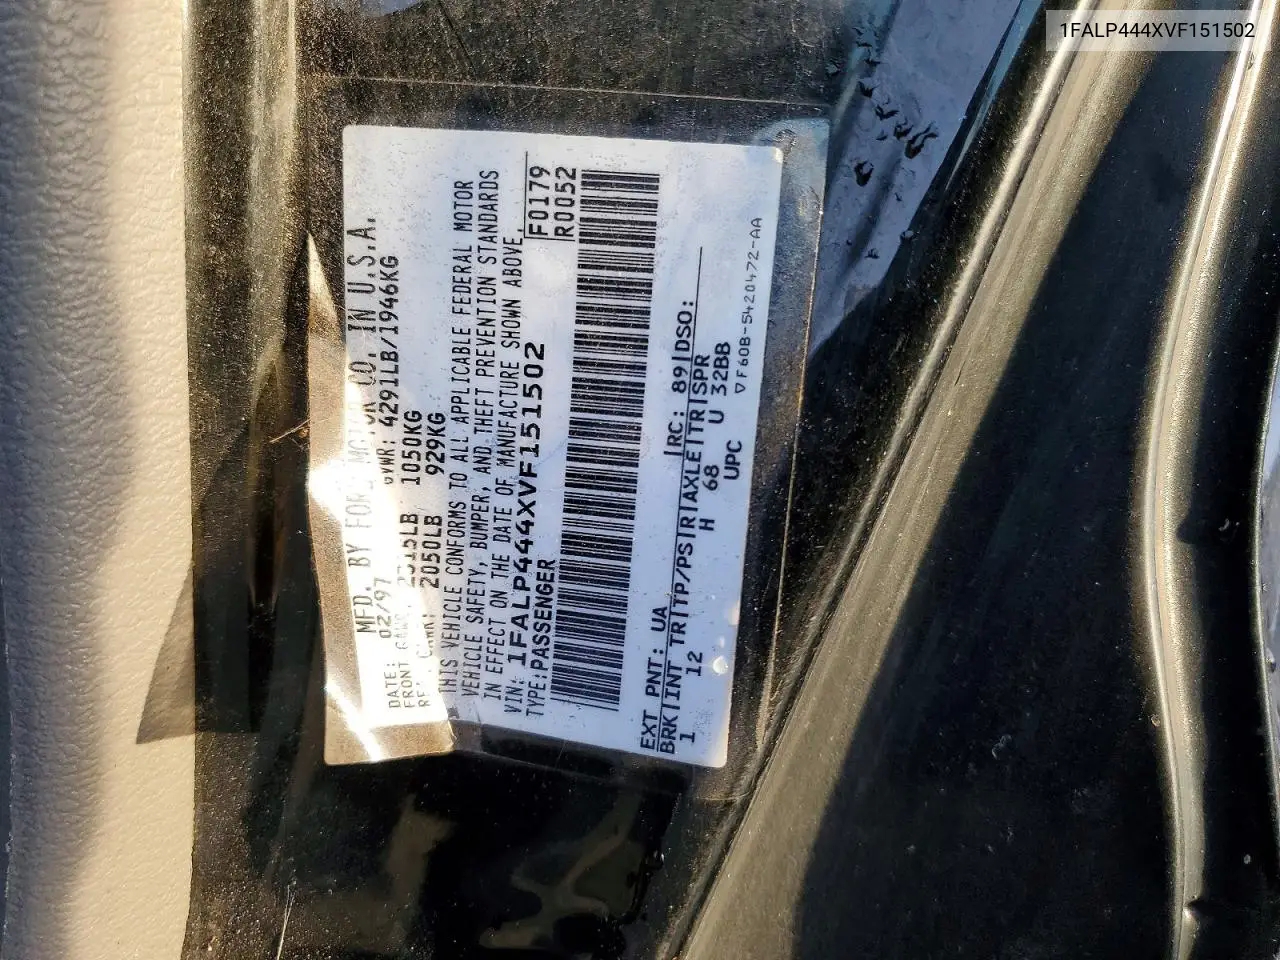 1FALP444XVF151502
MFD. BY FORD MOTOR CO. IN U.S.A.
DATE: 02/97 GVWR: 4291LB/1946KG
FRONT GAWR: 2315LB 1050KG
REAR GAWR: 2050LB 929KG
THIS VEHICLE CONFORMS TO ALL APPLICABLE FEDERAL MOTOR
VEHICLE SAFETY, BUMPER, AND THEFT PREVENTION STANDARDS
IN EFFECT ON THE DATE OF MANUFACTURE SHOWN ABOVE.
VIN: 1FALP444XVF151502 F0179
TYPE: PASSENGER R0052
EXT PNT: UA RC: 89 DSO:
BRK INT TR TP/PS R AXLE TR SPR
1 12 H 68 U 32BB
UPC
F60B-5420472-AA